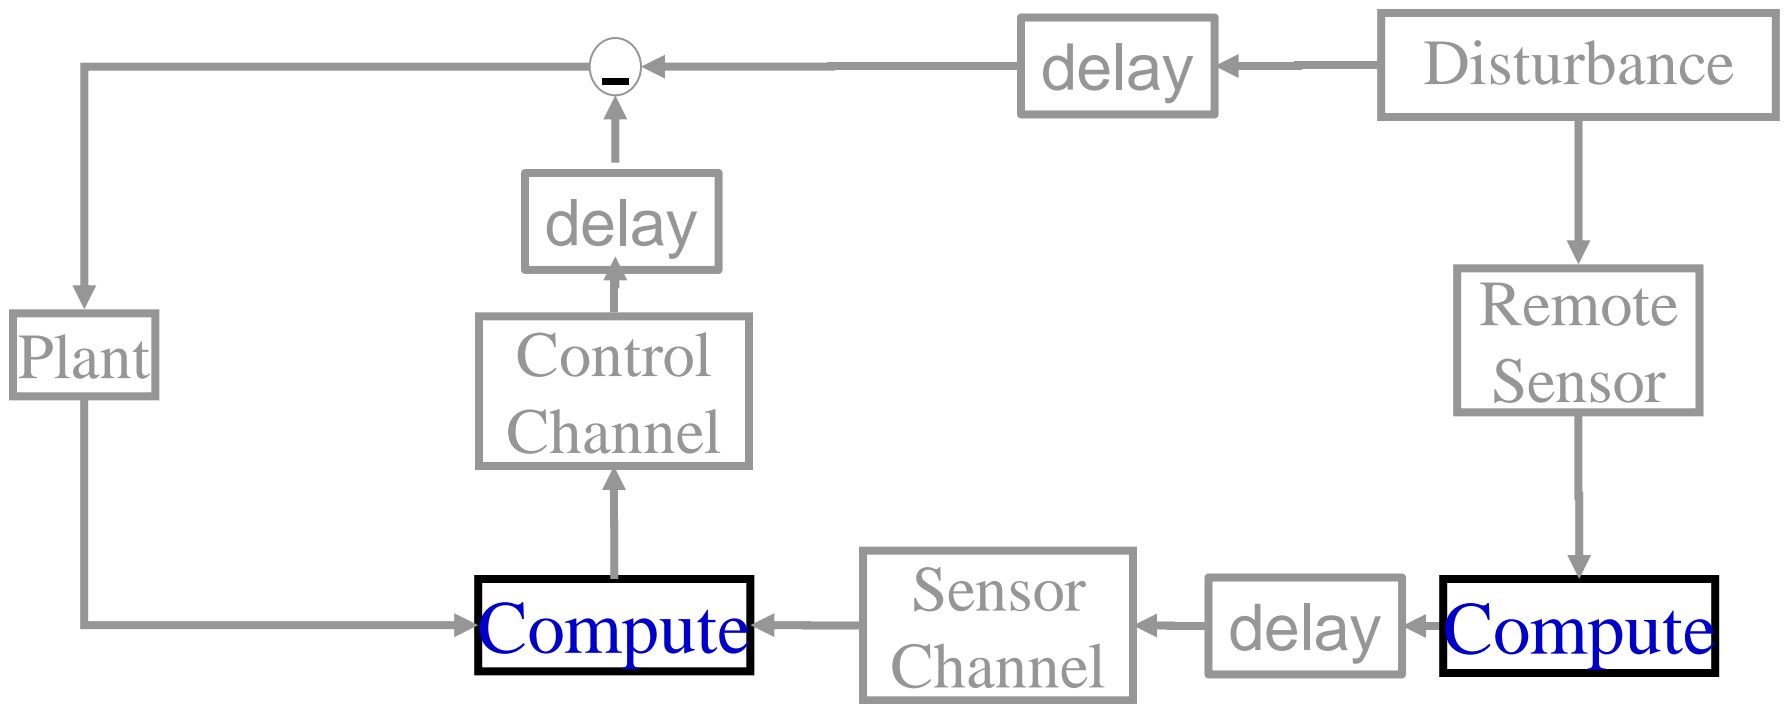 -
delay
Disturbance
delay
Plant
Control
Channel
Remote
Sensor
Compute
Sensor
Channel
delay
Compute